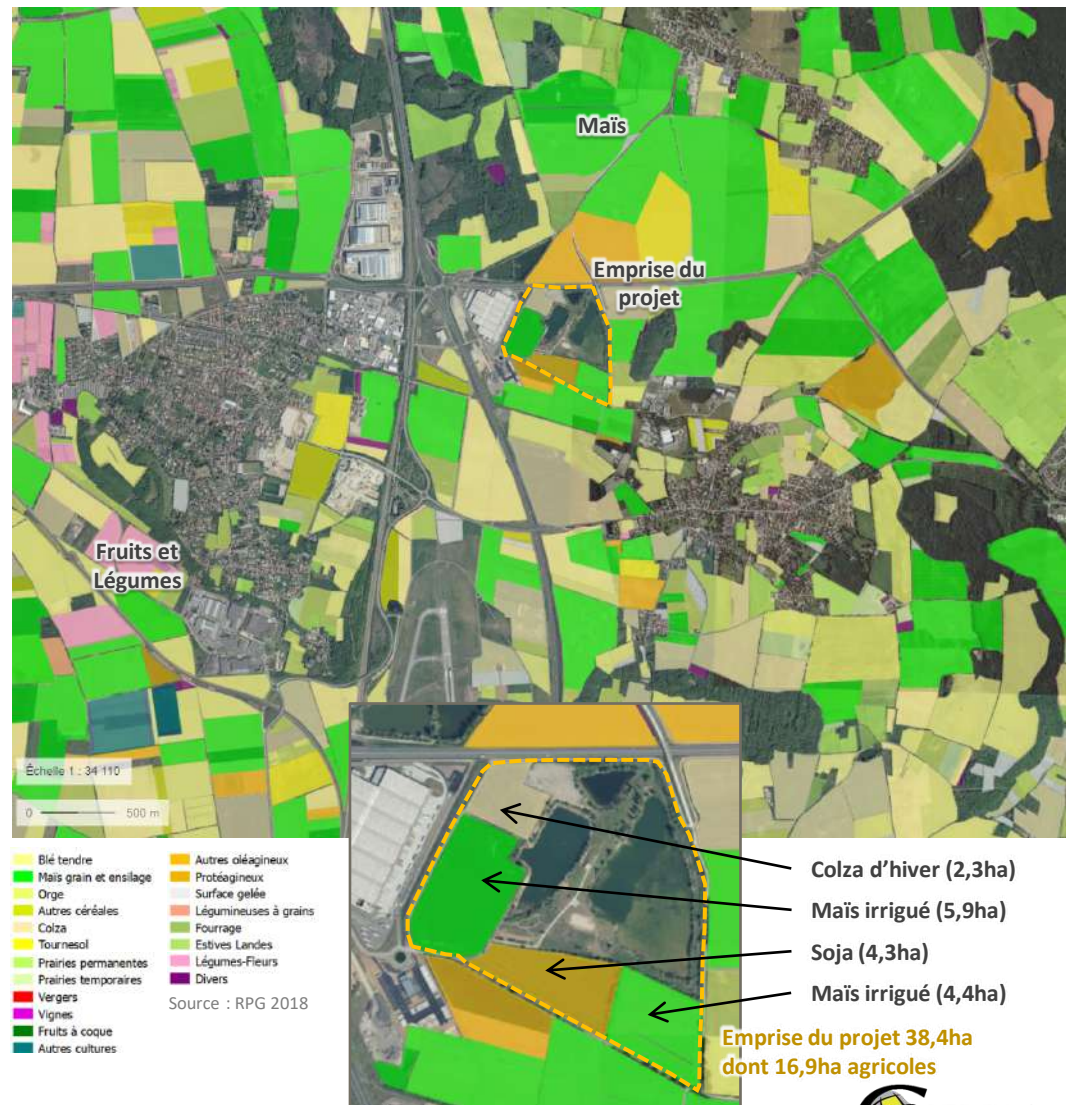 Maïs
Emprise du
projet
Fruits et
Légumes
Échelle 1 : 34 110
0 500 m
Blé tendre
Maïs grain et ensilage
Orge
Autres céréales
Colza
Tournesol
Prairies permanentes
Prairies temporaires
Vergers
Vignes
Fruits à coque
Autres cultures
Autres oléagineux
Protéagineux
Surface gelée
Légumineuses à grains
Fourrage
Estives Landes
Légumes-Fleurs
Divers
Source : RPG 2018
Colza d’hiver (2,3ha)
Maïs irrigué (5,9ha)
Soja (4,3ha)
Maïs irrigué (4,4ha)
Emprise du projet 38,4ha
dont 16,9ha agricoles